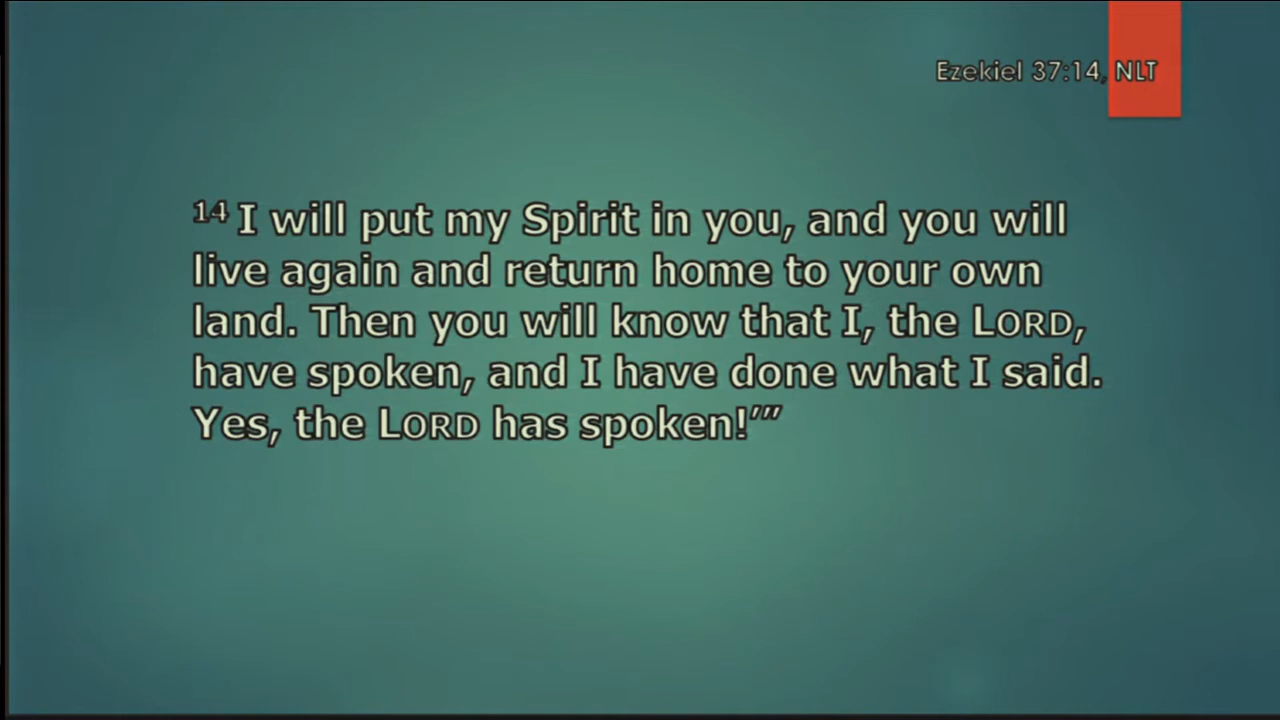 Ezekiel 37:14, NLT
14 I will put my Spirit in you, and you will
live again and return home to your own
land. Then you will know that I, the LORD,
have spoken, and I have done what I said.
Yes, the LORD has spoken!’”